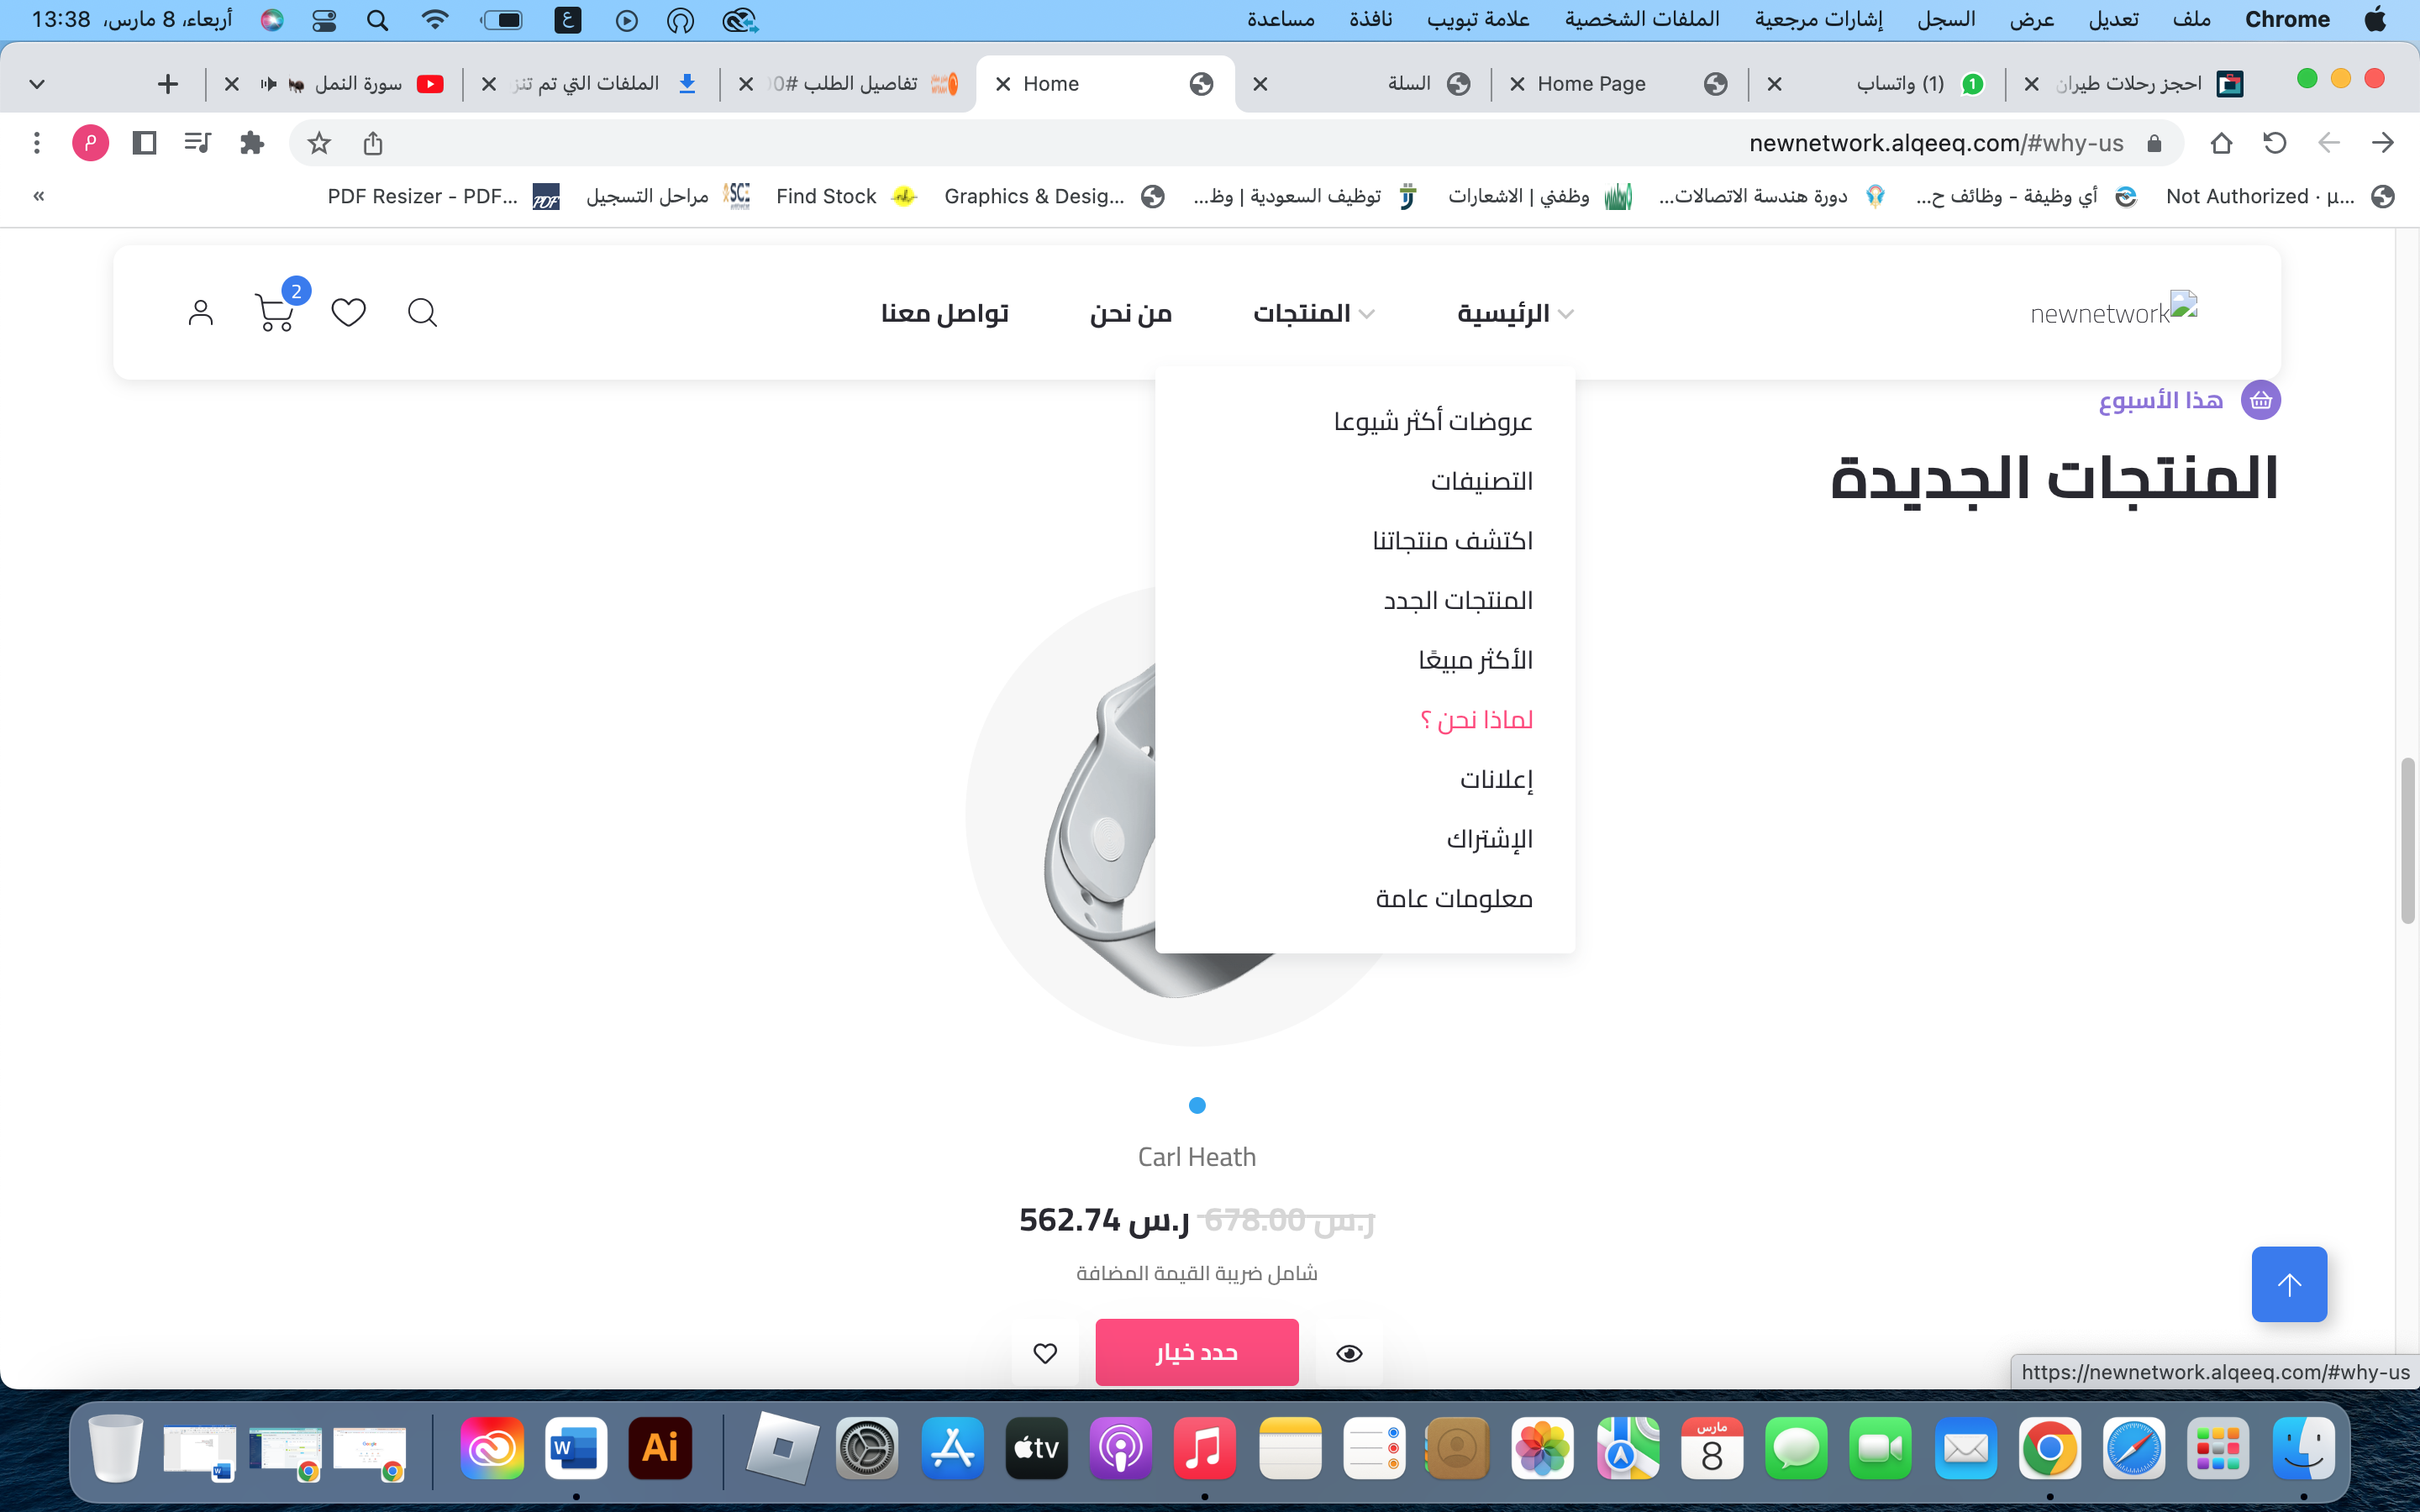 Chrome ملف تعديل عرض السجل إشارات مرجعية الملفات الشخصية علامة تبويب نافذة مساعدة
أربعاء، 8 مارس، 13:38
احجز رحلات طيران
(1) واتساب
Home Page
السلة
Home
تفاصيل الطلب #00
الملفات التي تم تنز
سورة النمل
newnetwork.alqeeq.com/#why-us
Not Authorized · μ...
أي وظيفة - وظائف ح...
دورة هندسة الاتصالات...
وظفني | الاشعارات
توظيف السعودية | وظ...
Graphics & Desig...
Find Stock
مراحل التسجيل
PDF Resizer - PDF...
newnetwork
الرئيسية
المنتجات
من نحن
تواصل معنا
2
عروضات أكثر شيوعا
التصنيفات
اكتشف منتجاتنا
المنتجات الجدد
الأكثر مبيعًا
لماذا نحن ؟
إعلانات
الإشتراك
معلومات عامة
هذا الأسبوع
المنتجات الجديدة
Carl Heath
ر.س 678.00 ر.س 562.74
شامل ضريبة القيمة المضافة
حدد خيار
https://newnetwork.alqeeq.com/#why-us
مارس
8
tv
Ai
W